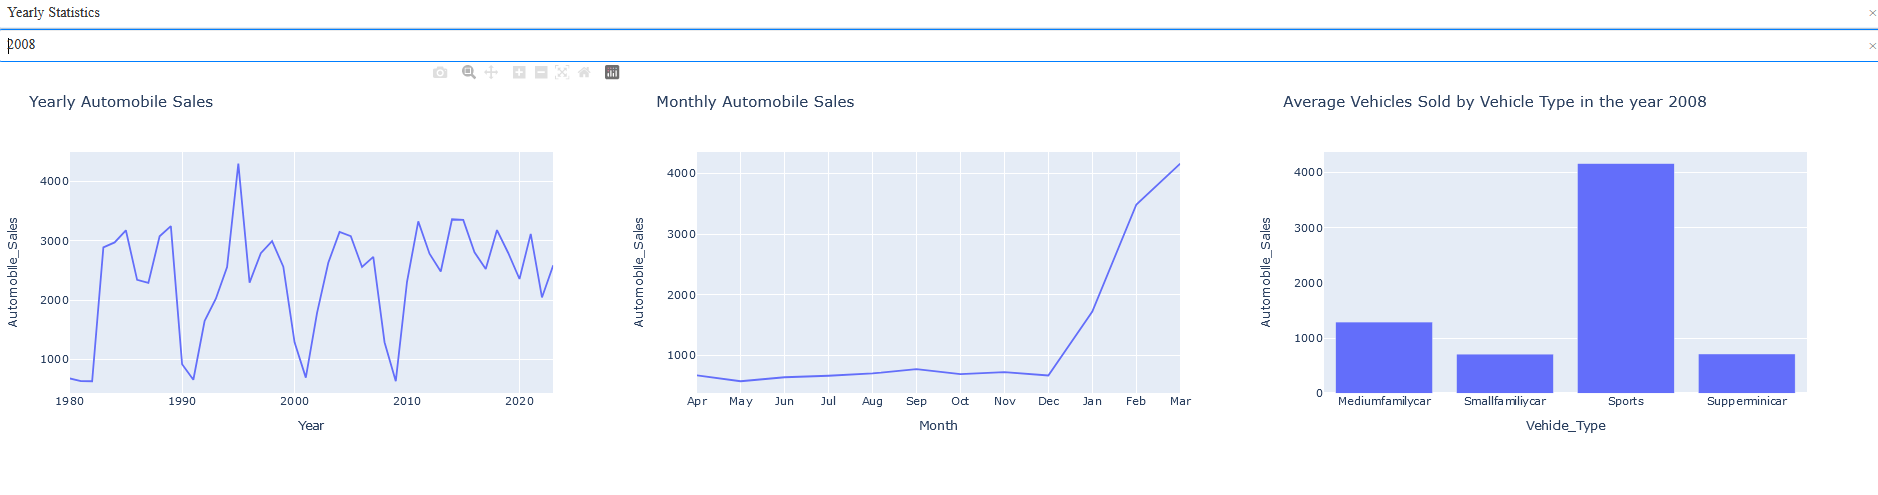 Yearly Statistics ×
2008 ×
Yearly Automobile Sales
Automobile_Sales
4000
3000
2000
1000
1980 1990 2000 2010 2020
Year
Monthly Automobile Sales
Automobile_Sales
4000
3000
2000
1000
Apr May Jun Jul Aug Sep Oct Nov Dec Jan Feb Mar
Month
Average Vehicles Sold by Vehicle Type in the year 2008
Automobile_Sales
4000
3000
2000
1000
0
Mediumfamilycar Smallfamiliycar Sports Supperminicar
Vehicle_Type